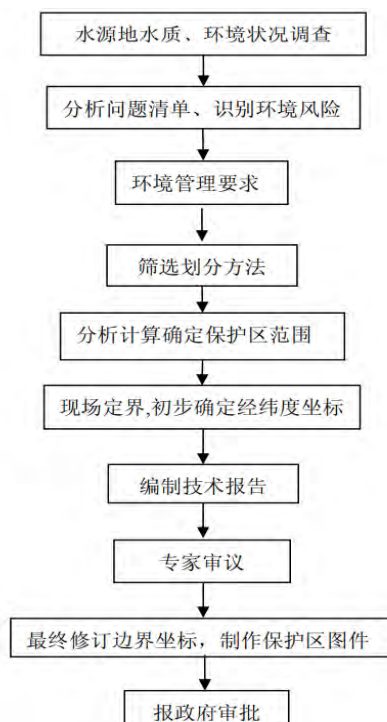 水源地水质、环境状况调查
分析问题清单、识别环境风险
环境管理要求
筛选划分方法
分析计算确定保护区范围
现场定界,初步确定经纬度坐标
编制技术报告
专家审议
最终修订边界坐标，制作保护区图件
报政府审批